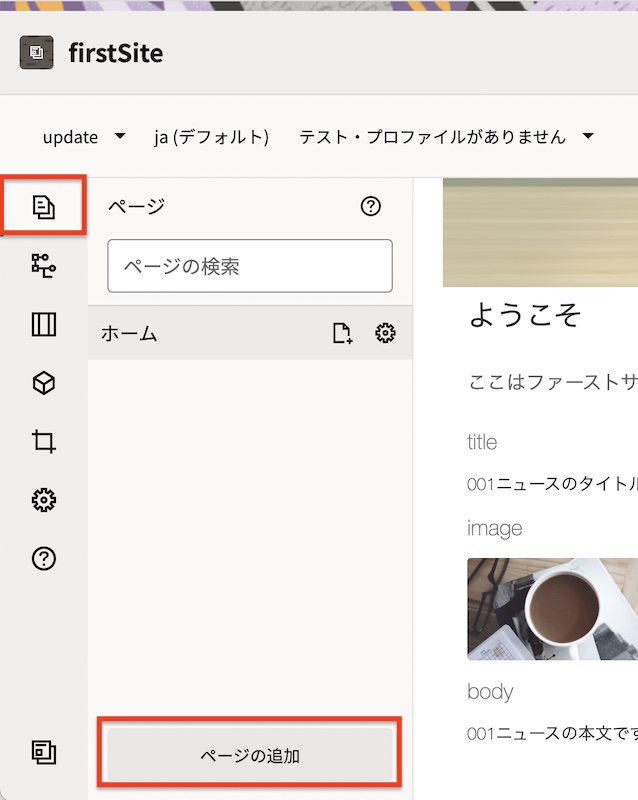 firstSite
update ja (デフォルト) テスト・プロファイルがありません
ページ
ページの検索
ホーム
ページの追加
ようこそ
ここはファーストサ
title
001ニュースのタイトル
image
body
001ニュースの本文です